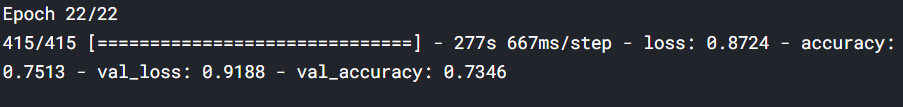 Epoch 22/22
415/415 [==============================] - 277s 667ms/step - loss: 0.8724 - accuracy:
0.7513 - val_loss: 0.9188 - val_accuracy: 0.7346